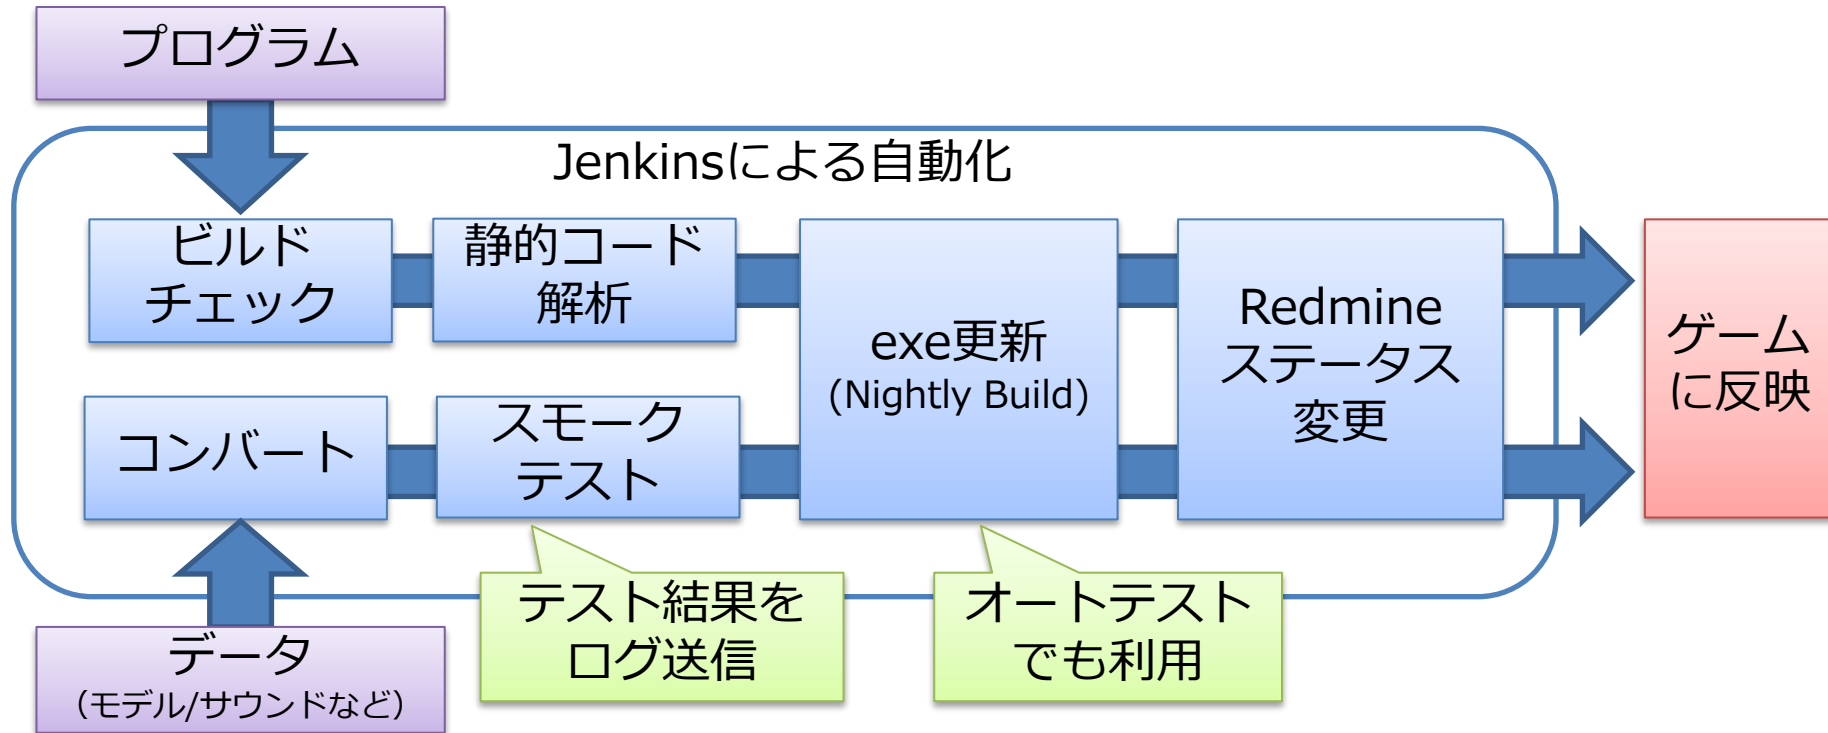 プログラム
Jenkinsによる自動化
ビルド
チェック
静的コード
解析
exe更新
(Nightly Build)
Redmine
ステータス
変更
ゲーム
に反映
コンバート
スモーク
テスト
テスト結果を
ログ送信
オートテスト
でも利用
データ
（モデル/サウンドなど）